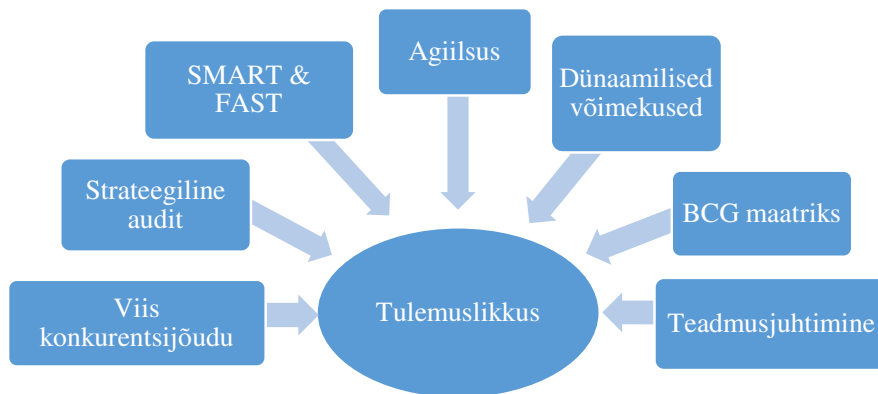 Agiilsus
SMART &
FAST
Dünaamilised
võimekused
Strateegiline
audit
BCG maatriks
Viis
konkurentsijõudu
Tulemuslikkus
Teadmusjuhtimine